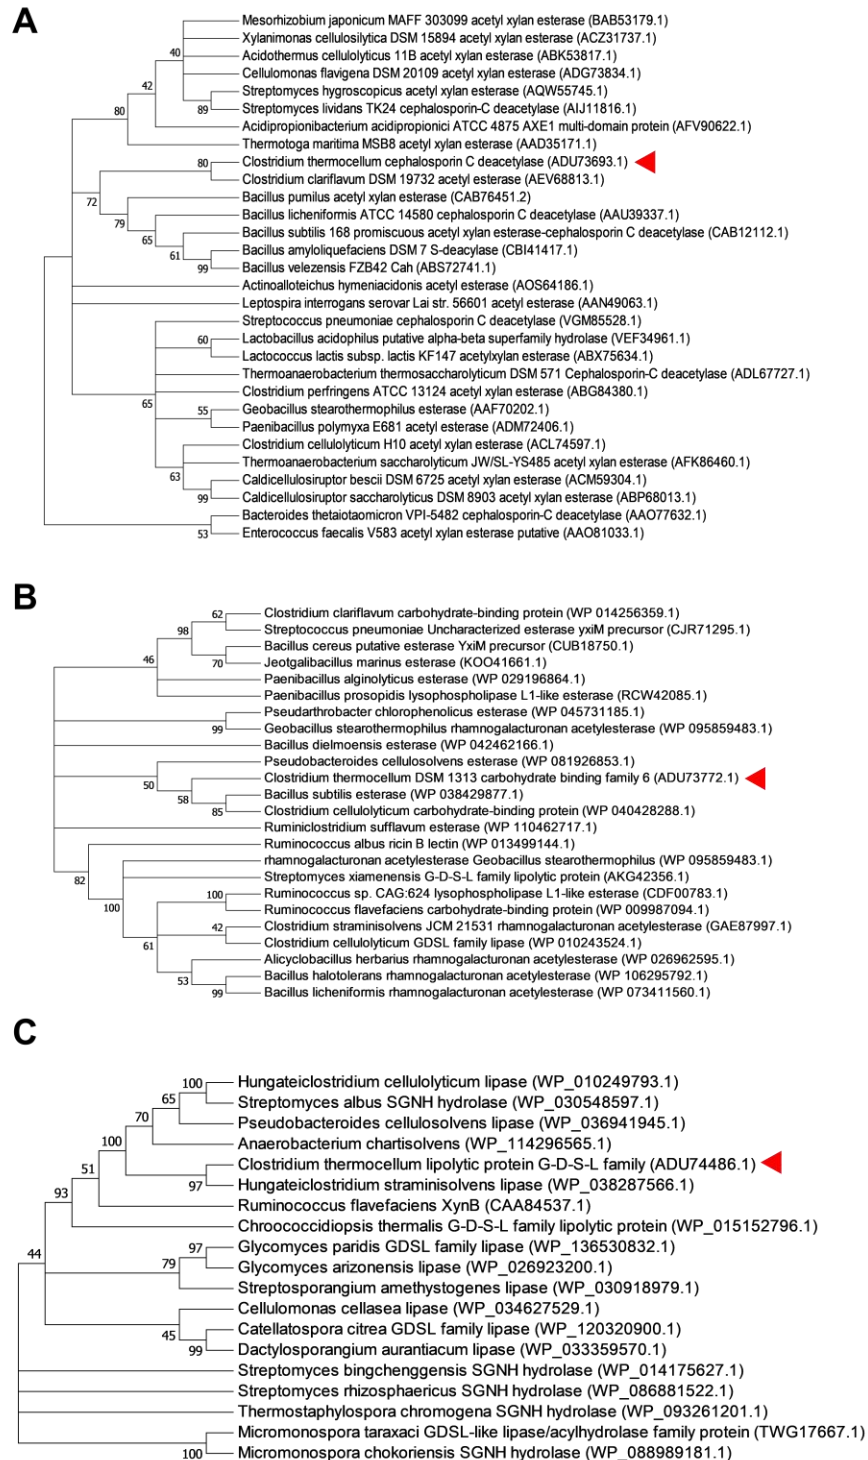 A
Mesorhizobium japonicum MAFF 303099 acetyl xylan esterase (BAB53179.1)
Xylanimonas cellulosilytica DSM 15894 acetyl xylan esterase (ACZ31737.1)
40
Acidothermus cellulolyticus 11B acetyl xylan esterase (ABK53817.1)
Cellulomonas flavigena DSM 20109 acetyl xylan esterase (ADG73834.1)
42
Streptomyces hygroscopicus acetyl xylan esterase (AQW55745.1)
89
Streptomyces lividans TK24 cephalosporin-C deacetylase (AIJ11816.1)
80
Acidipropionibacterium acidipropionici ATCC 4875 AXE1 multi-domain protein (AFV90622.1)
Thermotoga maritima MSB8 acetyl xylan esterase (AAD35171.1)
80
Clostridium thermocellum cephalosporin C deacetylase (ADU73693.1)
Clostridium clariflavum DSM 19732 acetyl esterase (AEV68813.1)
72
Bacillus pumilus acetyl xylan esterase (CAB76451.2)
79
Bacillus licheniformis ATCC 14580 cephalosporin C deacetylase (AAU39337.1)
65
Bacillus subtilis 168 promiscuous acetyl xylan esterase-cephalosporin C deacetylase (CAB12112.1)
61
Bacillus amyloliquefaciens DSM 7 S-deacylase (CBI41417.1)
99
Bacillus velezensis FZB42 Cah (ABS72741.1)
Actinoalloteichus hymeniacidonis acetyl esterase (AOS64186.1)
Leptospira interrogans serovar Lai str. 56601 acetyl esterase (AAN49063.1)
Streptococcus pneumoniae cephalosporin C deacetylase (VGM85528.1)
60
Lactobacillus acidophilus putative alpha-beta superfamily hydrolase (VEF34961.1)
Lactococcus lactis subsp. lactis KF147 acetylxylan esterase (ABX75634.1)
Thermoanaerobacterium thermosaccharolyticum DSM 571 Cephalosporin-C deacetylase (ADL67727.1)
65
Clostridium perfringens ATCC 13124 acetyl xylan esterase (ABG84380.1)
55
Geobacillus stearothermophilus esterase (AAF70202.1)
Paenibacillus polymyxa E681 acetyl esterase (ADM72406.1)
Clostridium cellulolyticum H10 acetyl xylan esterase (ACL74597.1)
63
Thermoanaerobacterium saccharolyticum JW/SL-YS485 acetyl xylan esterase (AFK86460.1)
Caldicellulosiruptor bescii DSM 6725 acetyl xylan esterase (ACM59304.1)
99
Caldicellulosiruptor saccharolyticus DSM 8903 acetyl xylan esterase (ABP68013.1)
Bacteroides thetaiotaomicron VPI-5482 cephalosporin-C deacetylase (AAO77632.1)
53
Enterococcus faecalis V583 acetyl xylan esterase putative (AAO81033.1)
B
62
Clostridium clariflavum carbohydrate-binding protein (WP 014256359.1)
98
Streptococcus pneumoniae Uncharacterized esterase yxiM precursor (CJR71295.1)
Bacillus cereus putative esterase YxiM precursor (CUB18750.1)
46
70
Jeotgalibacillus marinus esterase (KOO41661.1)
Paenibacillus alginolyticus esterase (WP 029196864.1)
Paenibacillus prosopidis lysophospholipase L1-like esterase (RCW42085.1)
Pseudarthrobacter chlorophenolicus esterase (WP 045731185.1)
99
Geobacillus stearothermophilus rhamnogalacturonan acetylesterase (WP 095859483.1)
Bacillus dielmoensis esterase (WP 042462166.1)
Pseudobacteroides cellulosolvens esterase (WP 081926853.1)
50
Clostridium thermocellum DSM 1313 carbohydrate binding family 6 (ADU73772.1)
58
Bacillus subtilis esterase (WP 038429877.1)
85
Clostridium cellulolyticum carbohydrate-binding protein (WP 040428288.1)
Ruminiclostridium sufflavum esterase (WP 110462717.1)
Ruminococcus albus ricin B lectin (WP 013499144.1)
82
rhamnogalacturonan acetylesterase Geobacillus stearothermophilus (WP 095859483.1)
Streptomyces xiamenensis G-D-S-L family lipolytic protein (AKG42356.1)
100
100
Ruminococcus sp. CAG:624 lysophospholipase L1-like esterase (CDF00783.1)
Ruminococcus flavefaciens carbohydrate-binding protein (WP 009987094.1)
42
Clostridium straminisolvens JCM 21531 rhamnogalacturonan acetylesterase (GAE87997.1)
61
Clostridium cellulolyticum GDSL family lipase (WP 010243524.1)
Alicyclobacillus herbarius rhamnogalacturonan acetylesterase (WP 026962595.1)
53
Bacillus halotolerans rhamnogalacturonan acetylesterase (WP 106295792.1)
99
Bacillus licheniformis rhamnogalacturonan acetylesterase (WP 073411560.1)
C
100
Hungateiclostridium cellulolyticum lipase (WP_010249793.1)
65
Streptomyces albus SGNH hydrolase (WP_030548597.1)
70
Pseudobacteroides cellulosolvens lipase (WP_036941945.1)
100
Anaerobacterium chartisolvens (WP_114296565.1)
51
Clostridium thermocellum lipolytic protein G-D-S-L family (ADU74486.1)
97
Hungateiclostridium straminisolvens lipase (WP_038287566.1)
93
Ruminococcus flavefaciens XynB (CAA84537.1)
Chroococcidiopsis thermalis G-D-S-L family lipolytic protein (WP_015152796.1)
44
97
Glycomyces paridis GDSL family lipase (WP_136530832.1)
79
Glycomyces arizonensis lipase (WP_026923200.1)
Streptosporangium amethystogenes lipase (WP_030918979.1)
Cellulomonas cellasea lipase (WP_034627529.1)
45
Catellatospora citrea GDSL family lipase (WP_120320900.1)
99
Dactylosporangium aurantiacum lipase (WP_033359570.1)
Streptomyces bingchenggensis SGNH hydrolase (WP_014175627.1)
Streptomyces rhizosphaericus SGNH hydrolase (WP_086881522.1)
Thermostaphylospora chromogena SGNH hydrolase (WP_093261201.1)
Micromonospora taraxaci GDSL-like lipase/acylhydrolase family protein (TWG17667.1)
100
Micromonospora chokoriensis SGNH hydrolase (WP_088989181.1)